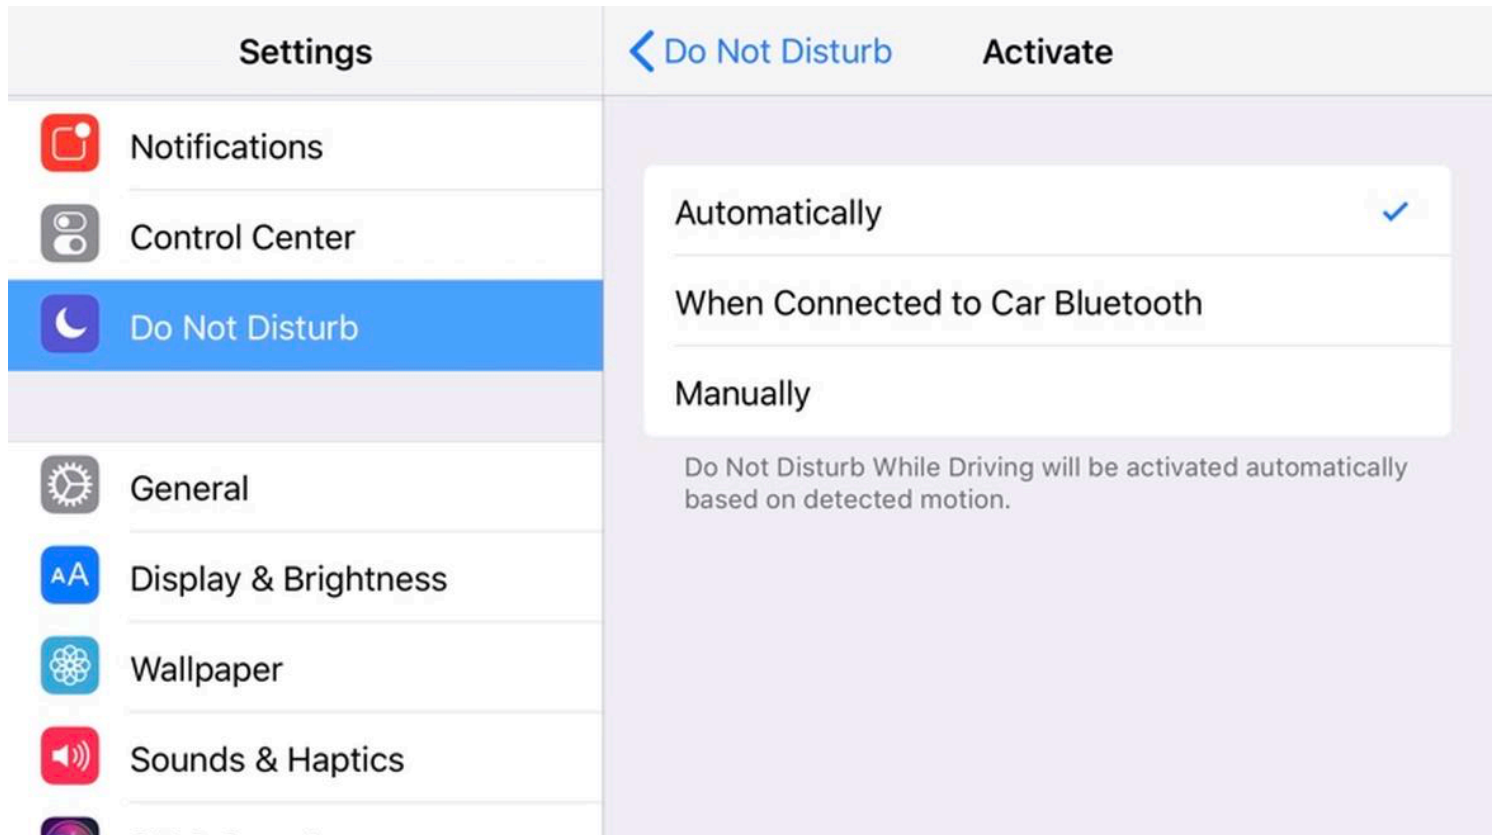 Settings
Notifications
Control Center
Do Not Disturb
General
AA Display & Brightness
Wallpaper
Sounds & Haptics
Do Not Disturb
Activate
Automatically
When Connected to Car Bluetooth
Manually
Do Not Disturb While Driving will be activated automatically
based on detected motion.